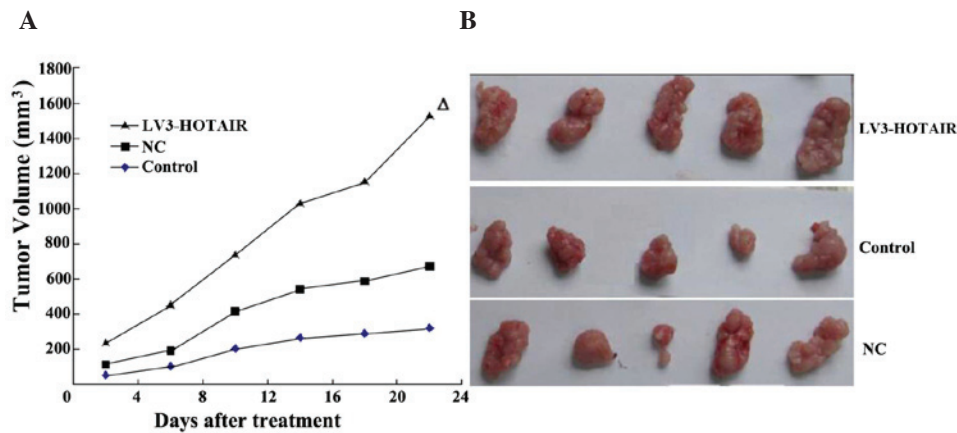 A
B
Tumor Volume (mm³)
1800
1600
1400
1200
1000
800
600
400
200
LV3-HOTAIR
NC
Control
Δ
0 4 8 12 16 20 24
Days after treatment
LV3-HOTAIR
Control
NC